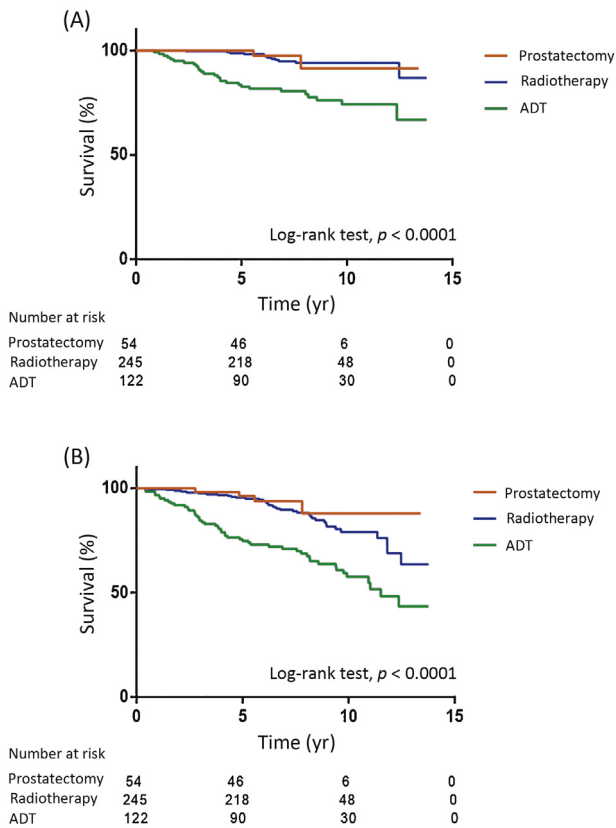 (A)
100
50
0
Survival (%)
Prostatectomy
Radiotherapy
ADT
Log-rank test, p < 0.0001
0 5 10 15
Time (yr)
Number at risk
Prostatectomy 54 46 6 0
Radiotherapy 245 218 48 0
ADT 122 90 30 0
(B)
100
50
0
Survival (%)
Prostatectomy
Radiotherapy
ADT
Log-rank test, p < 0.0001
0 5 10 15
Time (yr)
Number at risk
Prostatectomy 54 46 6 0
Radiotherapy 245 218 48 0
ADT 122 90 30 0